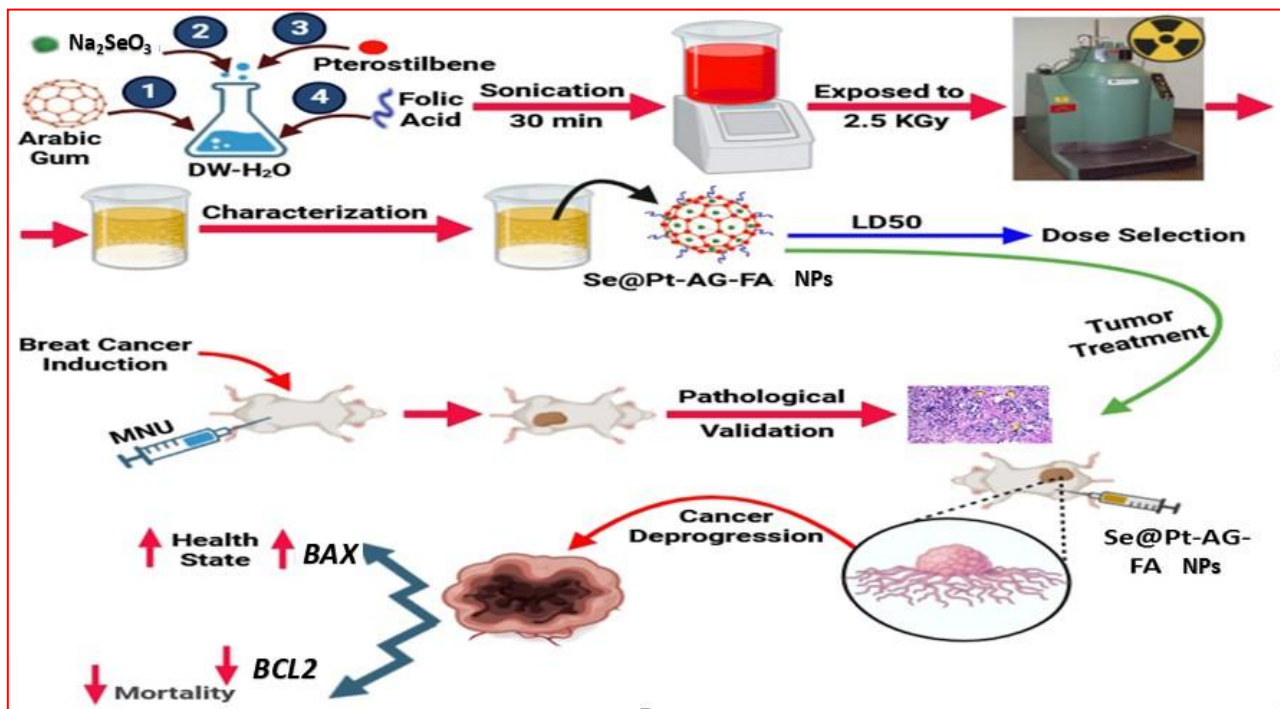 Na₂SeO₃
2
3
Pterostilbene
1
4
Arabic
Gum
DW-H₂O
Folic
Acid
Sonication
30 min
Exposed to
2.5 KGy
Characterization
Se@Pt-AG-FA NPs
LD50
Dose Selection
Tumor
Treatment
Breat Cancer
Induction
MNU
Pathological
Validation
Se@Pt-AG-
FA NPs
Cancer
Deprogression
Health
State
BAX
BCL2
Mortality